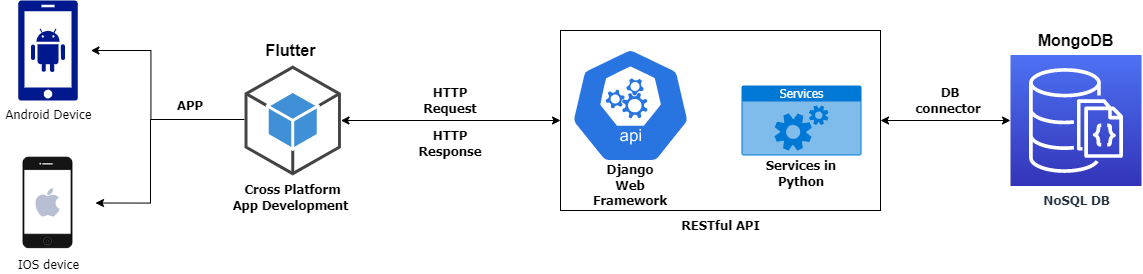 Android Device
IOS device
APP
Flutter
Cross Platform
App Development
HTTP
Request
HTTP
Response
api
Django
Web
Framework
Services
Services in
Python
RESTful API
DB
connector
MongoDB
{}
NoSQL DB